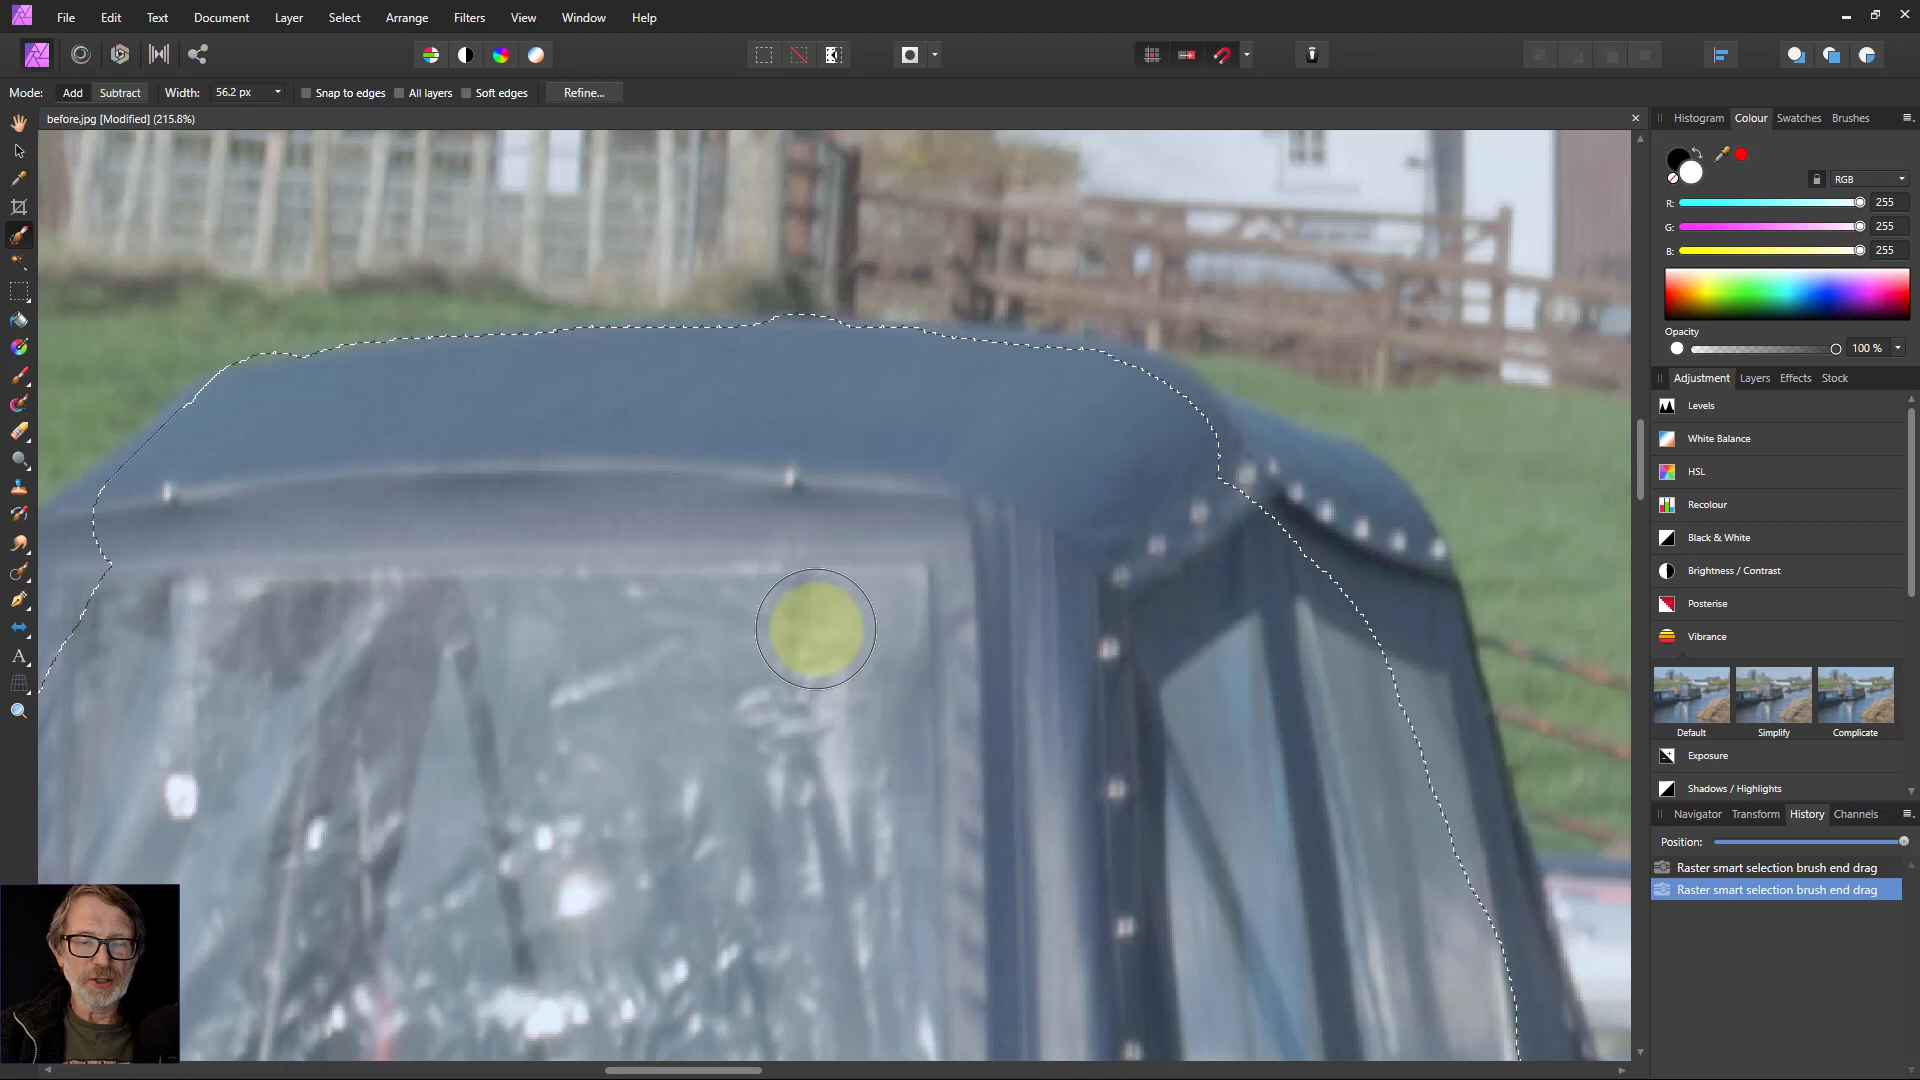 File Edit Text Document Layer Select Arrange Filters View Window Help
Mode: Add Subtract Width: 56.2 px Snap to edges All layers Soft edges Refine...
before.jpg [Modified] (215.8%)
Histogram Colour Swatches Brushes
RGB
R: 255
G: 255
B: 255
Opacity
100 %
Adjustment Layers Effects Stock
Levels
White Balance
HSL
Recolour
Black & White
Brightness / Contrast
Posterise
Vibrance
Default Simplify Complicate
Exposure
Shadows / Highlights
Navigator Transform History Channels
Position:
Raster smart selection brush end drag
Raster smart selection brush end drag